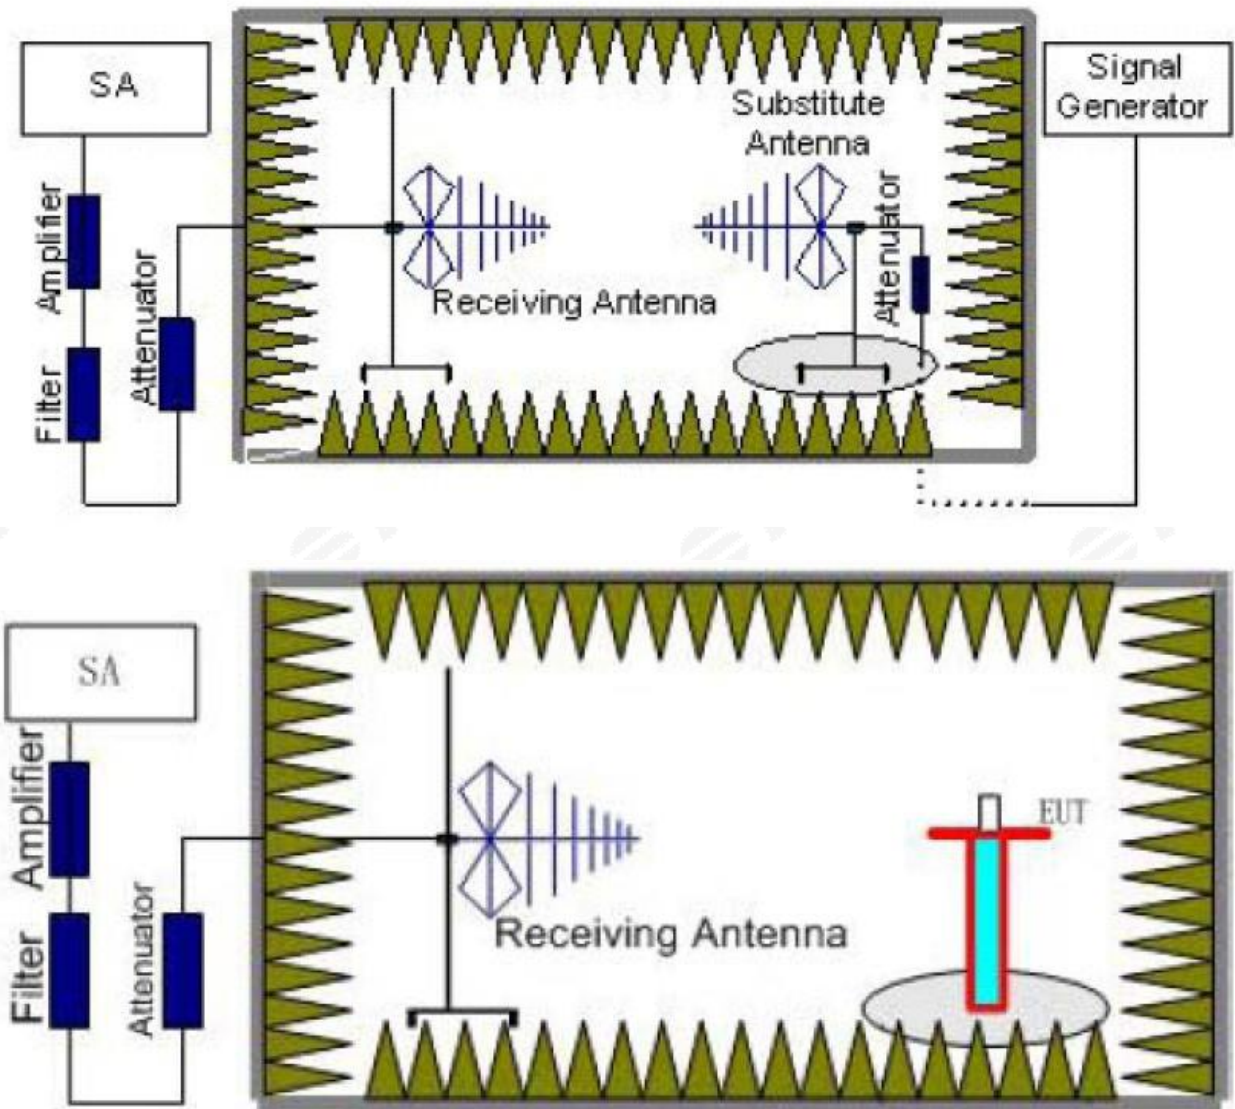 SA
Signal
Generator
Substitute
Antenna
Amplifier
Attenuator
Attenuator
Receiving Antenna
Filter
SA
Amplifier
EUT
Attenuator
Receiving Antenna
Filter